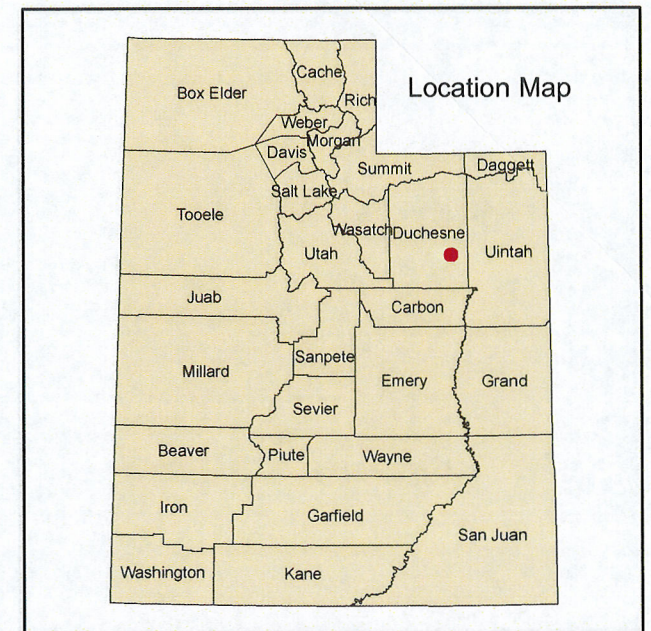 Location Map
Cache
Box Elder
Rich
Weber
Morgan
Davis
Summit
Daggett
Salt Lake
Tooele
Wasatch
Duchesne
Utah
Uintah
Juab
Carbon
Sanpete
Millard
Emery
Grand
Sevier
Beaver
Piute
Wayne
Iron
Garfield
San Juan
Washington
Kane